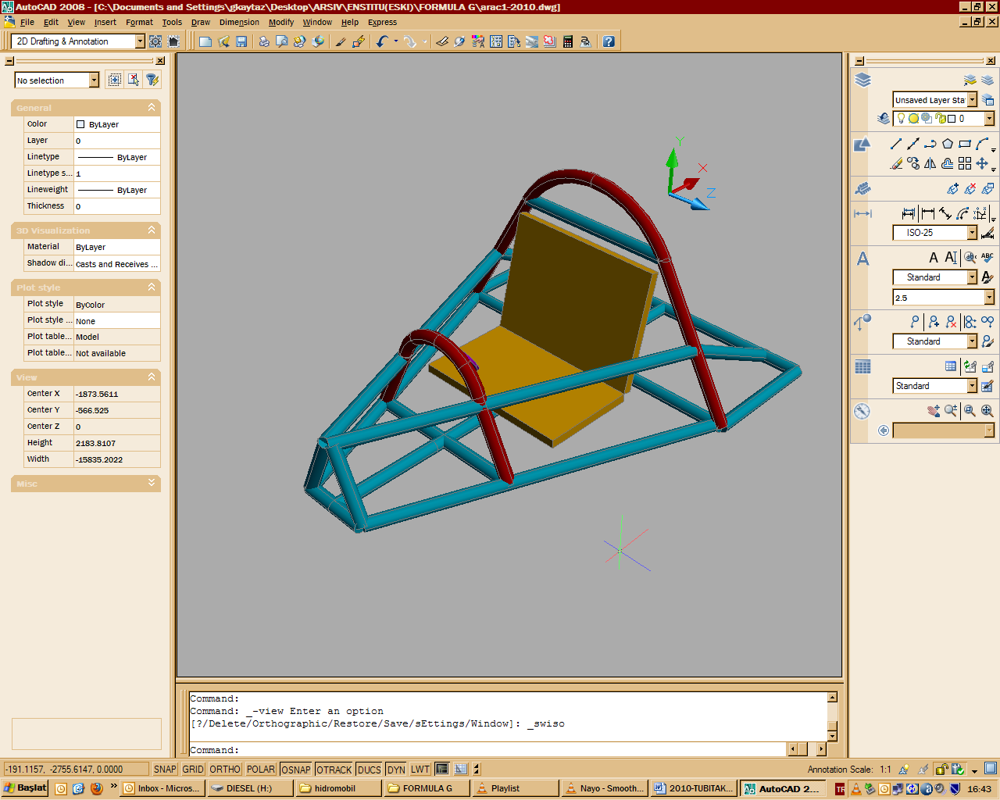 AutoCAD 2008 - [C:\Documents and Settings\gkaytaz\Desktop\ARSIV\ENSTITU(ESKI)\FORMULA G\arac1-2010.dwg]
File Edit View Insert Format Tools Draw Dimension Modify Window Help Express
2D Drafting & Annotation
No selection
General
Color ByLayer
Layer 0
Linetype ByLayer
Linetype s... 1
Lineweight ByLayer
Thickness 0
3D Visualization
Material ByLayer
Shadow di... Casts and Receives ...
Plot style
Plot style ByColor
Plot style ... None
Plot table... Model
Plot table... Not available
View
Center X -1873.5611
Center Y -566.525
Center Z 0
Height 2183.8107
Width -15835.2022
Misc
Y
X
Z
Unsaved Layer Sta
0
ISO-25
A A A
ABC
Standard
2.5
Standard
Standard
Command:
Command: _-view Enter an option
[?/Delete/Orthographic/Restore/Save/sEttings/Window]: _swiso
Command:
-191.1157, -2755.6147, 0.0000 SNAP GRID ORTHO POLAR OSNAP OTRACK DUCS DYN LWT Annotation Scale: 1:1
Başlat » Inbox - Micros... DIESEL (H:) hidromobil FORMULA G Playlist Nayo - Smooth... 2010-TUBITAK... AutoCAD 2... TR 16:43